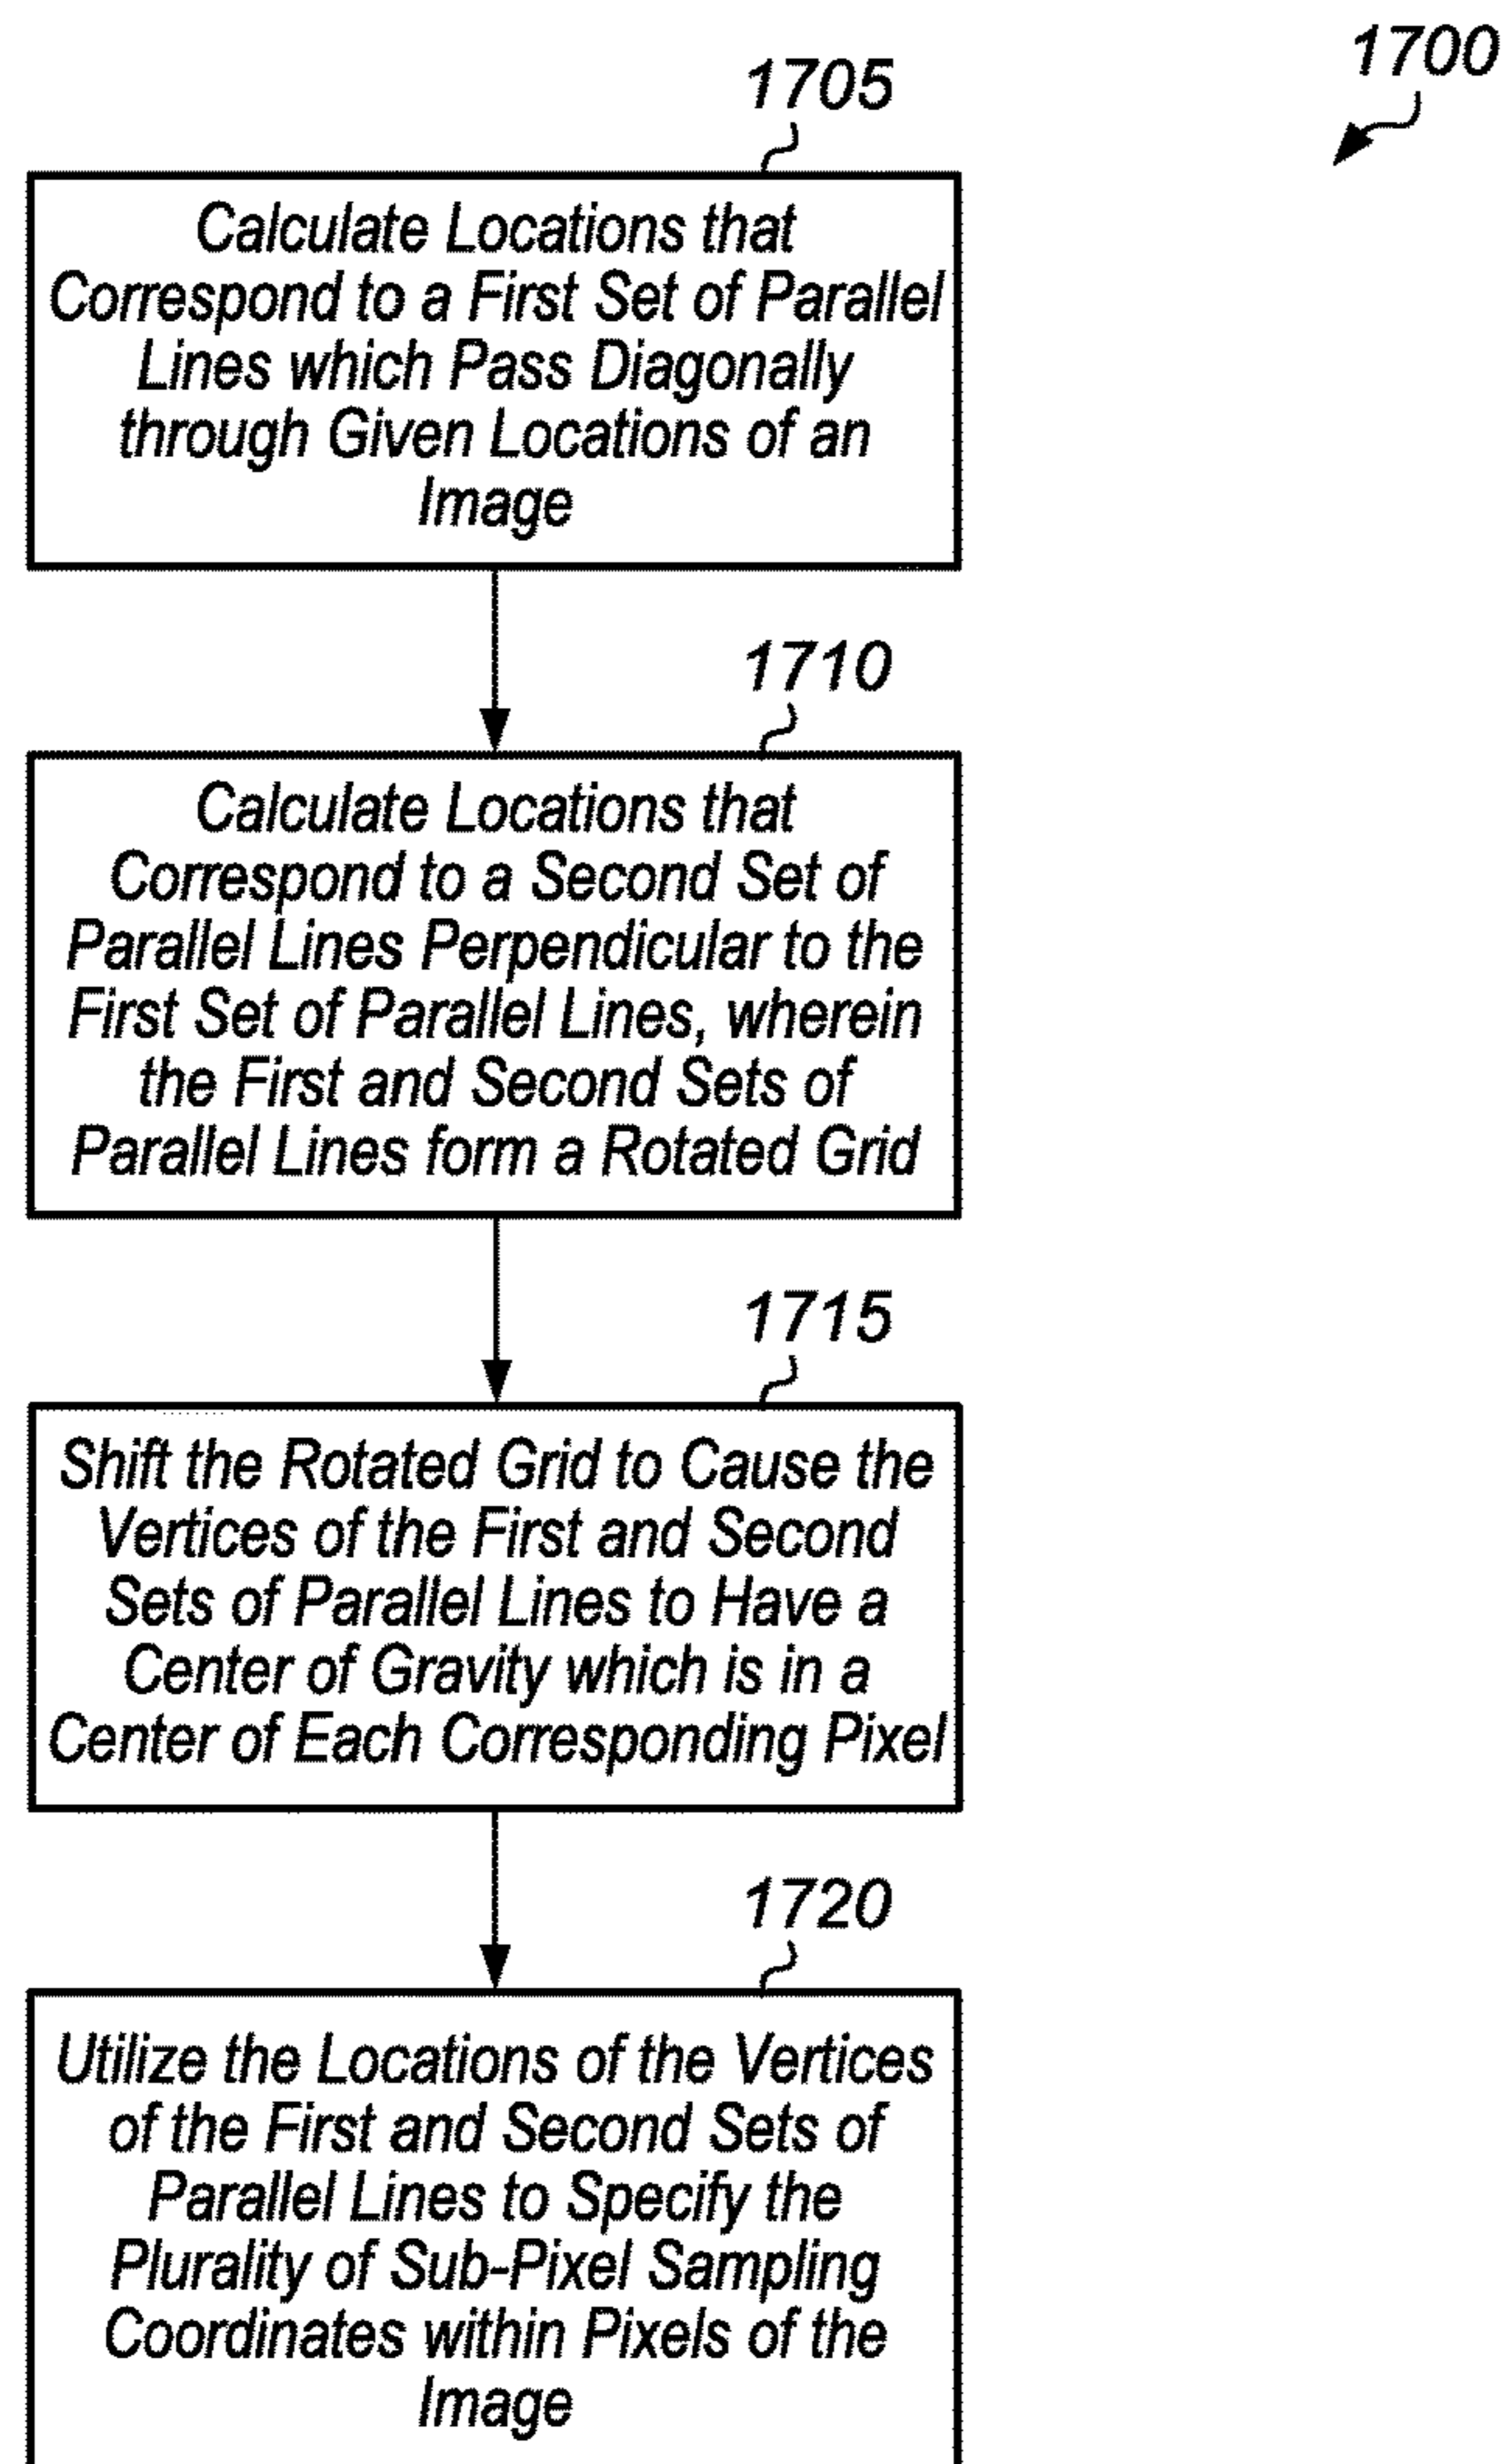 1700
1705
Calculate Locations that
Correspond to a First Set of Parallel
Lines which Pass Diagonally
through Given Locations of an
Image
1710
Calculate Locations that
Correspond to a Second Set of
Parallel Lines Perpendicular to the
First Set of Parallel Lines, wherein
the First and Second Sets of
Parallel Lines form a Rotated Grid
1715
Shift the Rotated Grid to Cause the
Vertices of the First and Second
Sets of Parallel Lines to Have a
Center of Gravity which is in a
Center of Each Corresponding Pixel
1720
Utilize the Locations of the Vertices
of the First and Second Sets of
Parallel Lines to Specify the
Plurality of Sub-Pixel Sampling
Coordinates within Pixels of the
Image